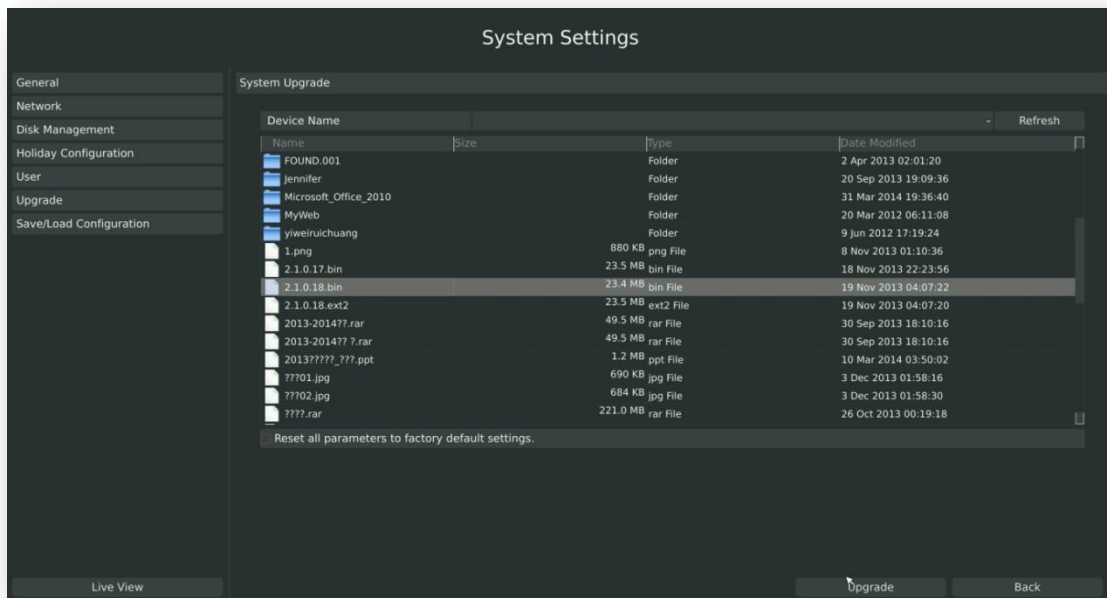 System Settings
General
Network
Disk Management
Holiday Configuration
User
Upgrade
Save/Load Configuration
System Upgrade
Device Name Refresh
Name Size Type Date Modified
FOUND.001 Folder 2 Apr 2013 02:01:20
Jennifer Folder 20 Sep 2013 19:09:36
Microsoft_Office_2010 Folder 31 Mar 2014 19:36:40
MyWeb Folder 20 Mar 2012 06:11:08
yiweiruichuang Folder 9 Jun 2012 17:19:24
1.png 880 KB png File 8 Nov 2013 01:10:36
2.1.0.17.bin 23.5 MB bin File 18 Nov 2013 22:23:56
2.1.0.18.bin 23.4 MB bin File 19 Nov 2013 04:07:22
2.1.0.18.ext2 23.5 MB ext2 File 19 Nov 2013 04:07:20
2013-2014??.rar 49.5 MB rar File 30 Sep 2013 18:10:16
2013-2014?? ?.rar 49.5 MB rar File 30 Sep 2013 18:10:16
2013?????_???.ppt 1.2 MB ppt File 10 Mar 2014 03:50:02
???01.jpg 690 KB jpg File 3 Dec 2013 01:58:16
???02.jpg 684 KB jpg File 3 Dec 2013 01:58:30
????.rar 221.0 MB rar File 26 Oct 2013 00:19:18
Reset all parameters to factory default settings.
Live View Upgrade Back